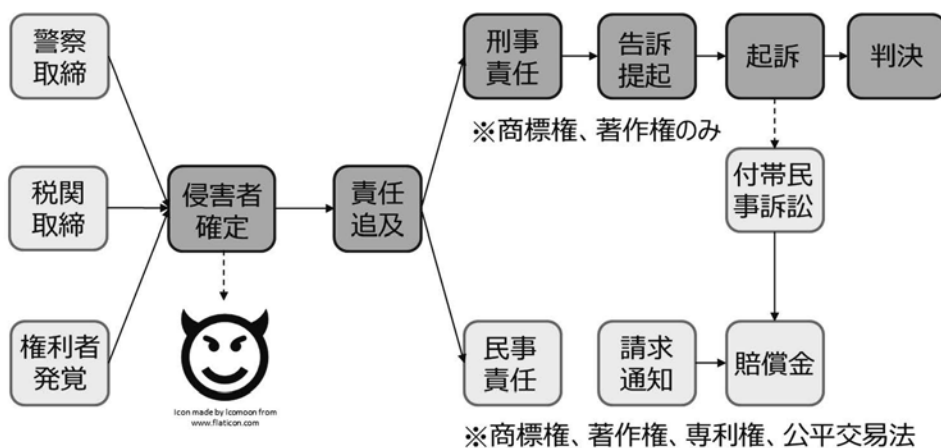 警察
取締
税関
取締
権利者
発覚
侵害者
確定
Icon made by Icomoon from
www.flaticon.com
責任
追及
刑事
責任
告訴
提起
起訴
判決
※商標権、著作権のみ
付帯民
事訴訟
民事
責任
請求
通知
賠償金
※商標権、著作権、専利権、公平交易法